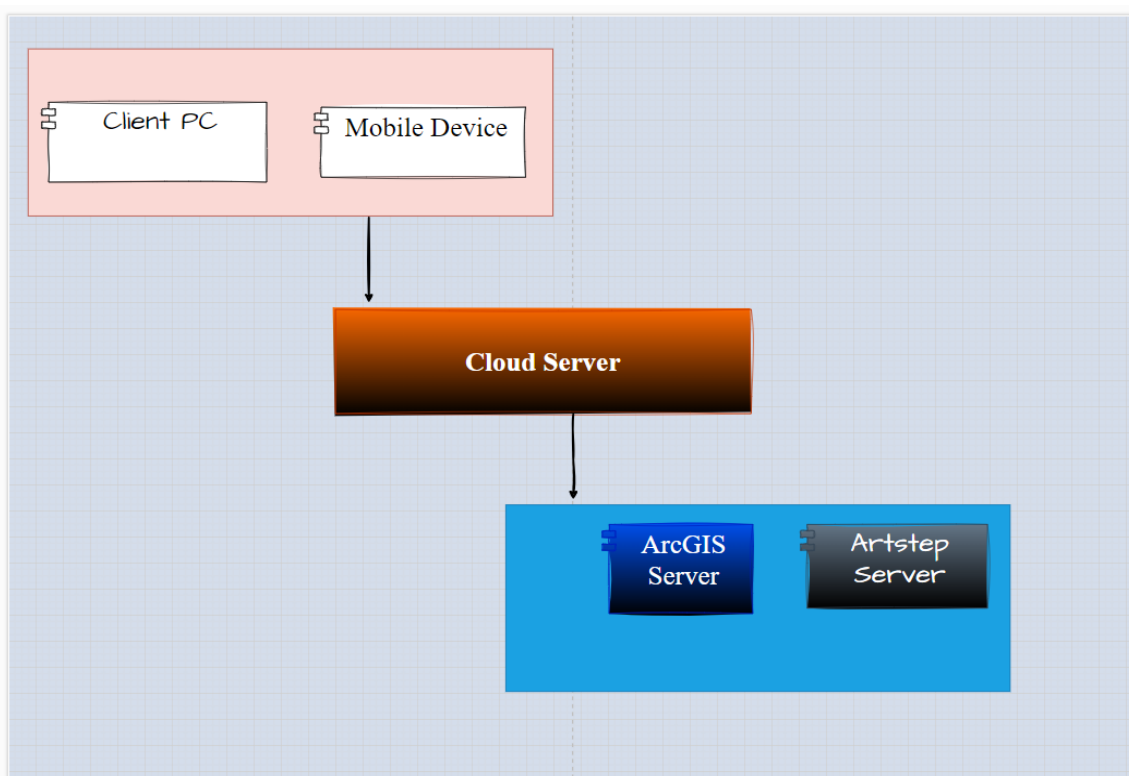 Client PC
Mobile Device
Cloud Server
ArcGIS
Server
Artstep
Server